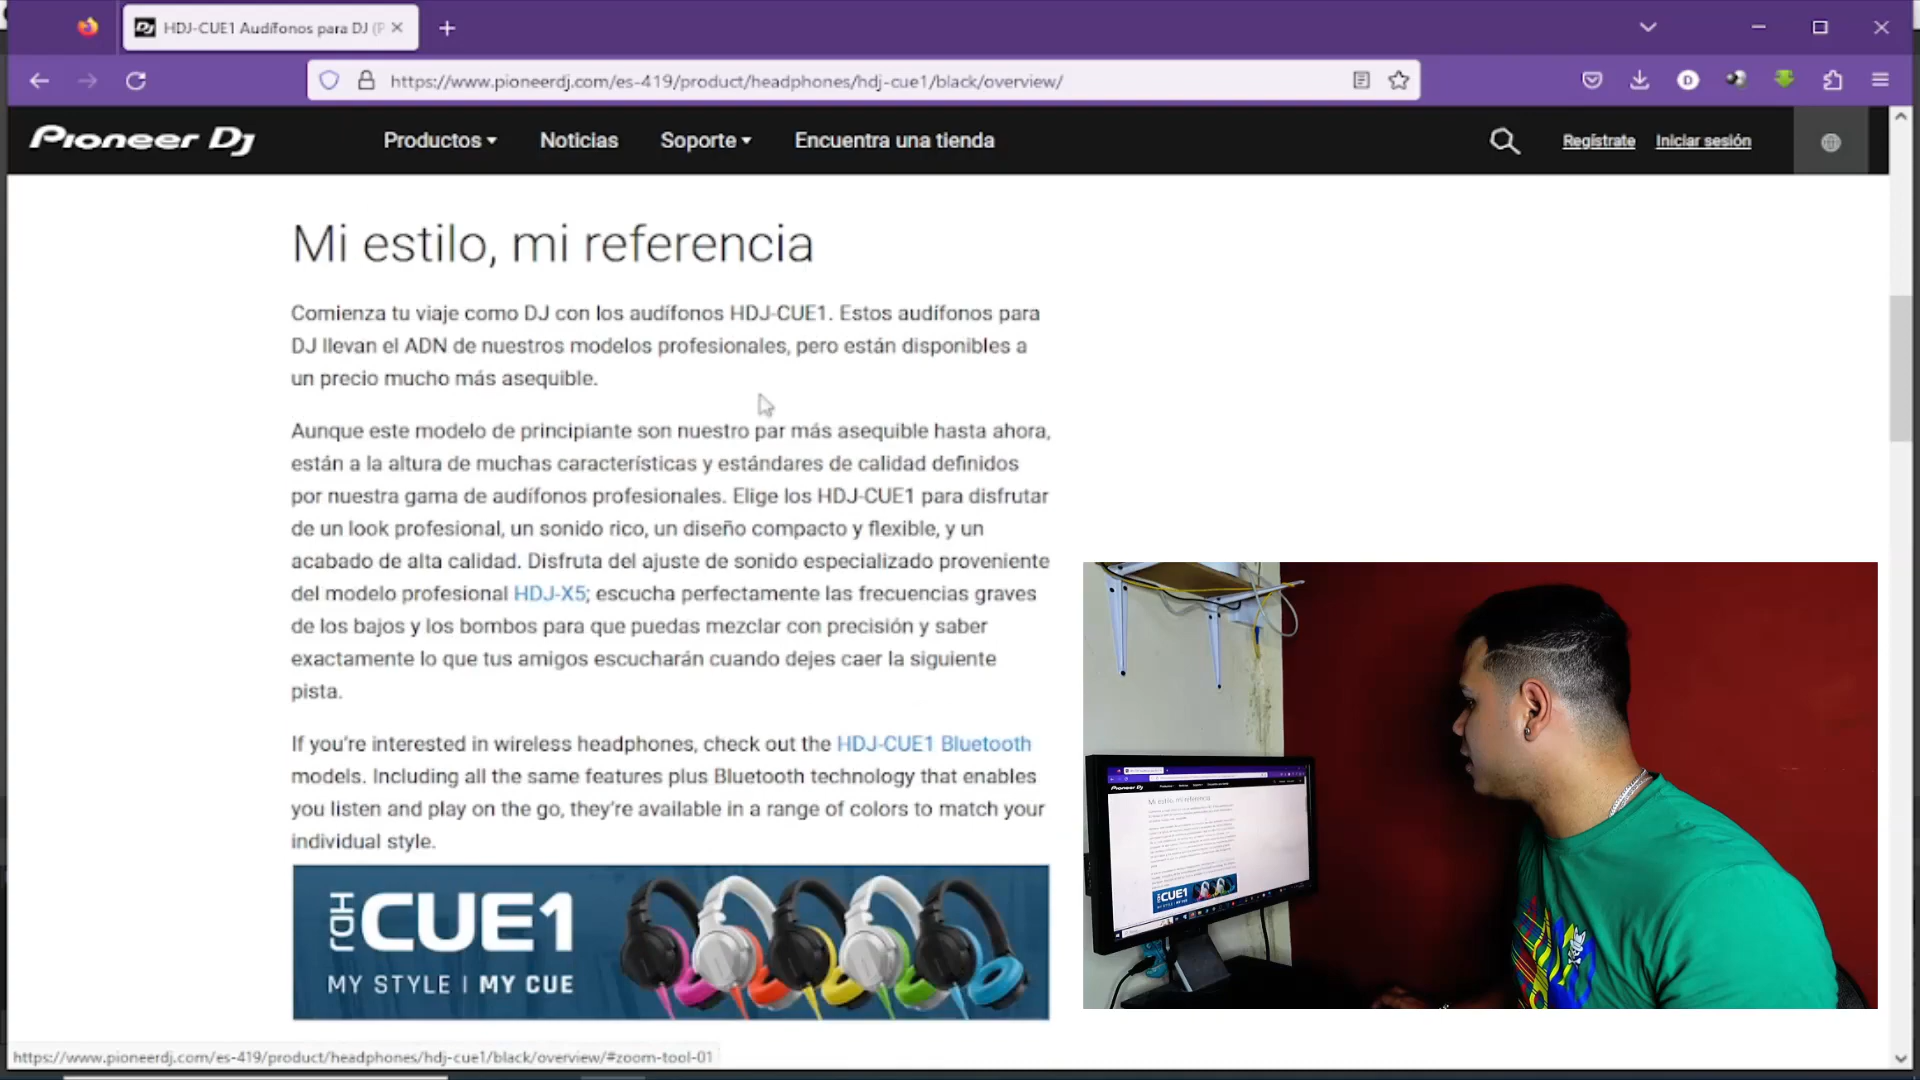 HDJ-CUE1 Audífonos para DJ (P
https://www.pioneerdj.com/es-419/product/headphones/hdj-cue1/black/overview/
D
Pioneer Dj
Productos
Noticias
Soporte
Encuentra una tienda
Regístrate
Iniciar sesión
Mi estilo, mi referencia
Comienza tu viaje como DJ con los audífonos HDJ-CUE1. Estos audífonos para
DJ llevan el ADN de nuestros modelos profesionales, pero están disponibles a
un precio mucho más asequible.
Aunque este modelo de principiante son nuestro par más asequible hasta ahora,
están a la altura de muchas características y estándares de calidad definidos
por nuestra gama de audífonos profesionales. Elige los HDJ-CUE1 para disfrutar
de un look profesional, un sonido rico, un diseño compacto y flexible, y un
acabado de alta calidad. Disfruta del ajuste de sonido especializado proveniente
del modelo profesional HDJ-X5; escucha perfectamente las frecuencias graves
de los bajos y los bombos para que puedas mezclar con precisión y saber
exactamente lo que tus amigos escucharán cuando dejes caer la siguiente
pista.
If you're interested in wireless headphones, check out the HDJ-CUE1 Bluetooth
models. Including all the same features plus Bluetooth technology that enables
you listen and play on the go, they're available in a range of colors to match your
individual style.
HDJ CUE1
MY STYLE | MY CUE
https://www.pioneerdj.com/es-419/product/headphones/hdj-cue1/black/overview/#zoom-tool-01
Pioneer Dj
Mi estilo, mi referencia
CUE1